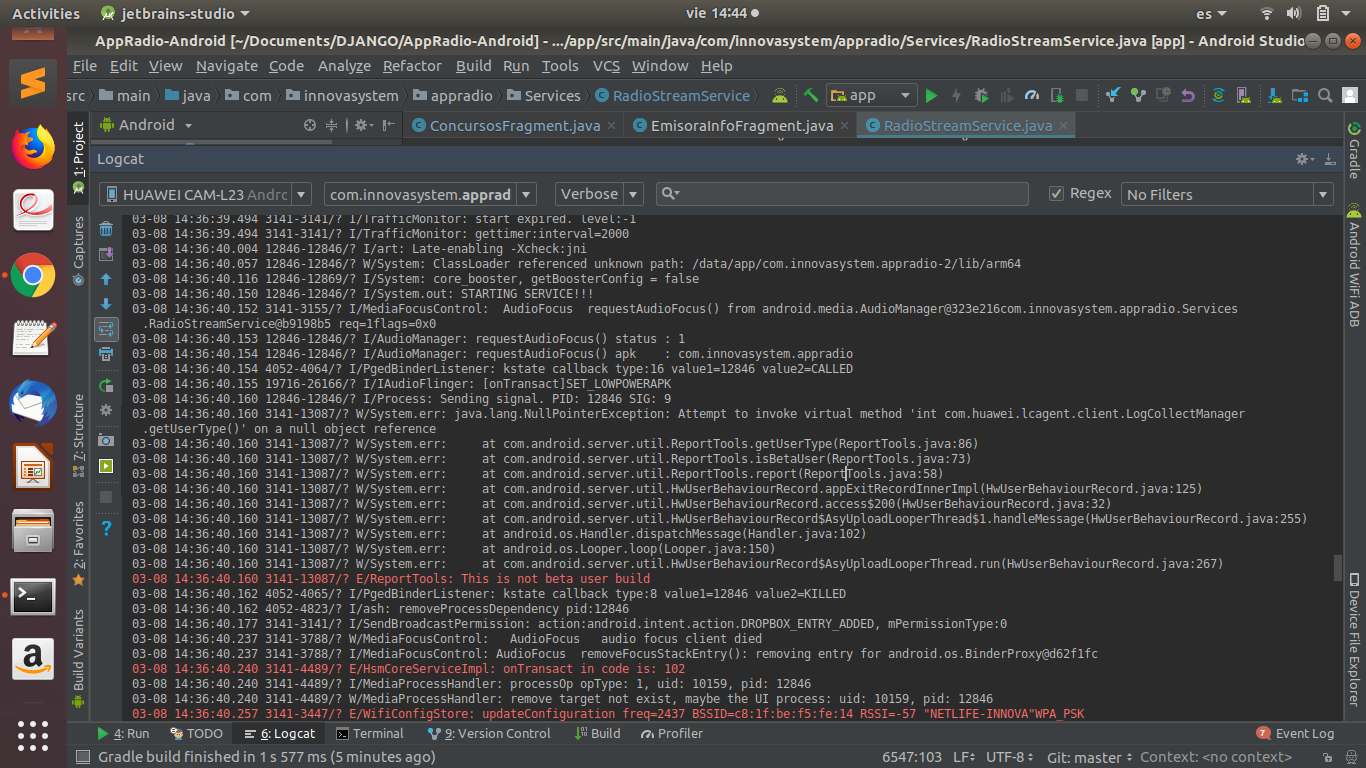 Activities jetbrains-studio vie 14:44 es
AppRadio-Android [~/Documents/DJANGO/AppRadio-Android] - .../app/src/main/java/com/innovasystem/appradio/Services/RadioStreamService.java [app] - Android Studio
File Edit View Navigate Code Analyze Refactor Build Run Tools VCS Window Help
src main java com innovasystem appradio Services RadioStreamService app
Android ConcursosFragment.java EmisoraInfoFragment.java RadioStreamService.java
Logcat
HUAWEI CAM-L23 Andrc com.innovasystem.apprad Verbose Regex No Filters
03-08 14:36:39.494 3141-3141/? I/TrafficMonitor: start expired. level:-1
03-08 14:36:39.494 3141-3141/? I/TrafficMonitor: gettimer:interval=2000
03-08 14:36:40.004 12846-12846/? I/art: Late-enabling -Xcheck:jni
03-08 14:36:40.057 12846-12846/? W/System: ClassLoader referenced unknown path: /data/app/com.innovasystem.appradio-2/lib/arm64
03-08 14:36:40.116 12846-12869/? I/System: core_booster, getBoosterConfig = false
03-08 14:36:40.150 12846-12846/? I/System.out: STARTING SERVICE!!!
03-08 14:36:40.152 3141-3155/? I/MediaFocusControl:  AudioFocus  requestAudioFocus() from android.media.AudioManager@323e216com.innovasystem.appradio.Services
.RadioStreamService@b9198b5 req=1flags=0x0
03-08 14:36:40.153 12846-12846/? I/AudioManager: requestAudioFocus() status : 1
03-08 14:36:40.154 12846-12846/? I/AudioManager: requestAudioFocus() apk    : com.innovasystem.appradio
03-08 14:36:40.154 4052-4064/? I/PgedBinderListener: kstate callback type:16 value1=12846 value2=CALLED
03-08 14:36:40.155 19716-26166/? I/IAudioFlinger: [onTransact]SET_LOWPOWERAPK
03-08 14:36:40.160 12846-12846/? I/Process: Sending signal. PID: 12846 SIG: 9
03-08 14:36:40.160 3141-13087/? W/System.err: java.lang.NullPointerException: Attempt to invoke virtual method 'int com.huawei.lcagent.client.LogCollectManager
.getUserType()' on a null object reference
03-08 14:36:40.160 3141-13087/? W/System.err:     at com.android.server.util.ReportTools.getUserType(ReportTools.java:86)
03-08 14:36:40.160 3141-13087/? W/System.err:     at com.android.server.util.ReportTools.isBetaUser(ReportTools.java:73)
03-08 14:36:40.160 3141-13087/? W/System.err:     at com.android.server.util.ReportTools.report(ReportTools.java:58)
03-08 14:36:40.160 3141-13087/? W/System.err:     at com.android.server.util.HwUserBehaviourRecord.appExitRecordInnerImpl(HwUserBehaviourRecord.java:125)
03-08 14:36:40.160 3141-13087/? W/System.err:     at com.android.server.util.HwUserBehaviourRecord.access$200(HwUserBehaviourRecord.java:32)
03-08 14:36:40.160 3141-13087/? W/System.err:     at com.android.server.util.HwUserBehaviourRecord$AsyUploadLooperThread$1.handleMessage(HwUserBehaviourRecord.java:255)
03-08 14:36:40.160 3141-13087/? W/System.err:     at android.os.Handler.dispatchMessage(Handler.java:102)
03-08 14:36:40.160 3141-13087/? W/System.err:     at android.os.Looper.loop(Looper.java:150)
03-08 14:36:40.160 3141-13087/? W/System.err:     at com.android.server.util.HwUserBehaviourRecord$AsyUploadLooperThread.run(HwUserBehaviourRecord.java:267)
03-08 14:36:40.160 3141-13087/? E/ReportTools: This is not beta user build
03-08 14:36:40.162 4052-4065/? I/PgedBinderListener: kstate callback type:8 value1=12846 value2=KILLED
03-08 14:36:40.162 4052-4823/? I/ash: removeProcessDependency pid:12846
03-08 14:36:40.177 3141-3141/? I/SendBroadcastPermission: action:android.intent.action.DROPBOX_ENTRY_ADDED, mPermissionType:0
03-08 14:36:40.237 3141-3788/? W/MediaFocusControl:   AudioFocus   audio focus client died
03-08 14:36:40.237 3141-3788/? I/MediaFocusControl:  AudioFocus  removeFocusStackEntry(): removing entry for android.os.BinderProxy@d62f1fc
03-08 14:36:40.240 3141-4489/? E/HsmCoreServiceImpl: onTransact in code is: 102
03-08 14:36:40.240 3141-4489/? I/MediaProcessHandler: processOp opType: 1, uid: 10159, pid: 12846
03-08 14:36:40.240 3141-4489/? W/MediaProcessHandler: remove target not exist, maybe the UI process: uid: 10159, pid: 12846
03-08 14:36:40.257 3141-3447/? E/WifiConfigStore: updateConfiguration freq=2437 BSSID=c8:1f:be:f5:fe:14 RSSI=-57 "NETLIFE-INNOVA"WPA_PSK
1: Project
Captures
7: Structure
2: Favorites
Build Variants
Gradle
Android WiFi ADB
Device File Explorer
4: Run TODO 6: Logcat Terminal 9: Version Control Build Profiler 7 Event Log
Gradle build finished in 1 s 577 ms (5 minutes ago) 6547:103 LF UTF-8 Git: master Context: <no context>